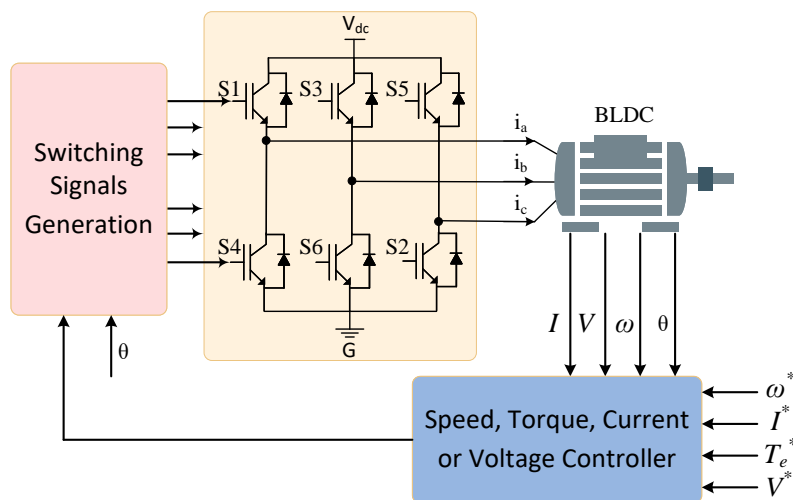 V_dc
S1
S3
S5
Switching
Signals
Generation
i_a
i_b
i_c
BLDC
S4
S6
S2
G
θ
I
V
ω
θ
Speed, Torque, Current
or Voltage Controller
ω*
I*
T_e*
V*